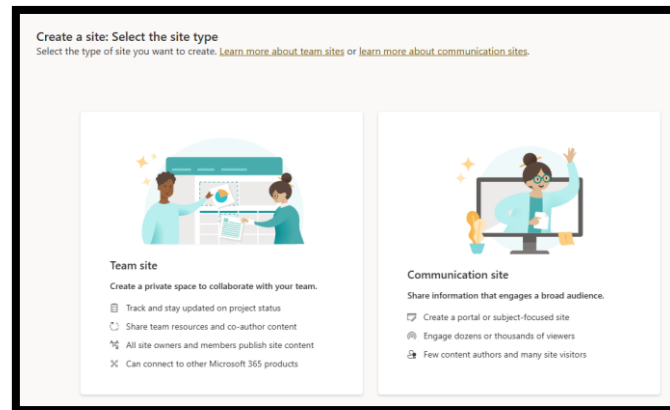 Create a site: Select the site type
Select the type of site you want to create. Learn more about team sites or learn more about communication sites.
Team site
Create a private space to collaborate with your team.
Track and stay updated on project status
Share team resources and co-author content
All site owners and members publish site content
Can connect to other Microsoft 365 products
Communication site
Share information that engages a broad audience.
Create a portal or subject-focused site
Engage dozens or thousands of viewers
Few content authors and many site visitors